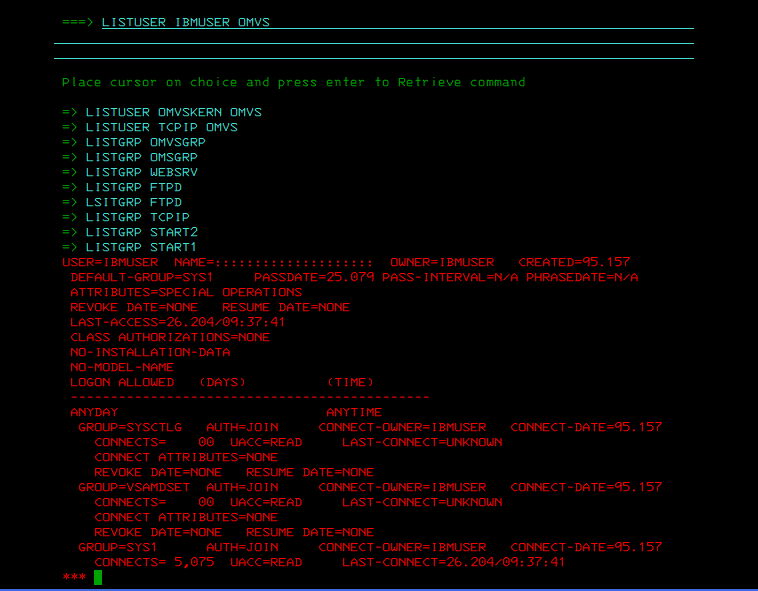 ===> LISTUSER IBMUSER OMVS
Place cursor on choice and press enter to Retrieve command
=> LISTUSER OMVSKERN OMVS
=> LISTUSER TCPIP OMVS
=> LISTGRP OMVSGRP
=> LISTGRP OMSGRP
=> LISTGRP WEBSRV
=> LISTGRP FTPD
=> LSITGRP FTPD
=> LISTGRP TCPIP
=> LISTGRP START2
=> LISTGRP START1
USER=IBMUSER  NAME=::::::::::::::::::::  OWNER=IBMUSER   CREATED=95.157
 DEFAULT-GROUP=SYS1     PASSDATE=25.079 PASS-INTERVAL=N/A PHRASEDATE=N/A
 ATTRIBUTES=SPECIAL OPERATIONS
 REVOKE DATE=NONE   RESUME DATE=NONE
 LAST-ACCESS=26.204/09:37:41
 CLASS AUTHORIZATIONS=NONE
 NO-INSTALLATION-DATA
 NO-MODEL-NAME
 LOGON ALLOWED   (DAYS)          (TIME)
 ---------------------------------------------
 ANYDAY                          ANYTIME
  GROUP=SYSCTLG   AUTH=JOIN     CONNECT-OWNER=IBMUSER   CONNECT-DATE=95.157
    CONNECTS=    00  UACC=READ     LAST-CONNECT=UNKNOWN
    CONNECT ATTRIBUTES=NONE
    REVOKE DATE=NONE   RESUME DATE=NONE
  GROUP=VSAMDSET  AUTH=JOIN     CONNECT-OWNER=IBMUSER   CONNECT-DATE=95.157
    CONNECTS=    00  UACC=READ     LAST-CONNECT=UNKNOWN
    CONNECT ATTRIBUTES=NONE
    REVOKE DATE=NONE   RESUME DATE=NONE
  GROUP=SYS1      AUTH=JOIN     CONNECT-OWNER=IBMUSER   CONNECT-DATE=95.157
    CONNECTS= 5,075  UACC=READ     LAST-CONNECT=26.204/09:37:41
***